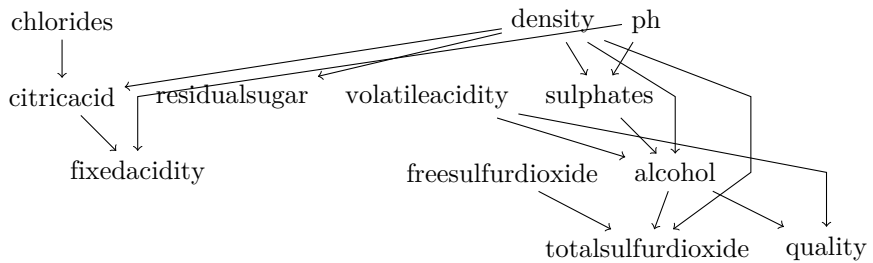 chlorides density ph
citricacid residualsugar volatileacidity sulphates
fixedacidity freesulfurdioxide alcohol
totalsulfurdioxide quality